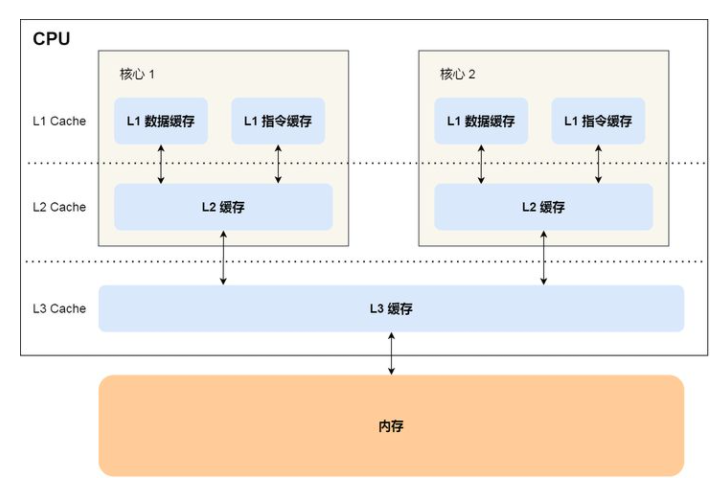 CPU
核心 1
核心 2
L1 Cache
L1 数据缓存
L1 指令缓存
L1 数据缓存
L1 指令缓存
L2 Cache
L2 缓存
L2 缓存
L3 Cache
L3 缓存
内存